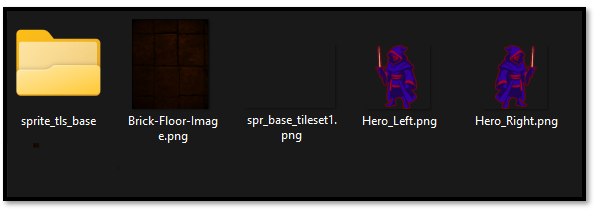 sprite_tls_base
Brick-Floor-Imag
e.png
spr_base_tileset1.
png
Hero_Left.png
Hero_Right.png